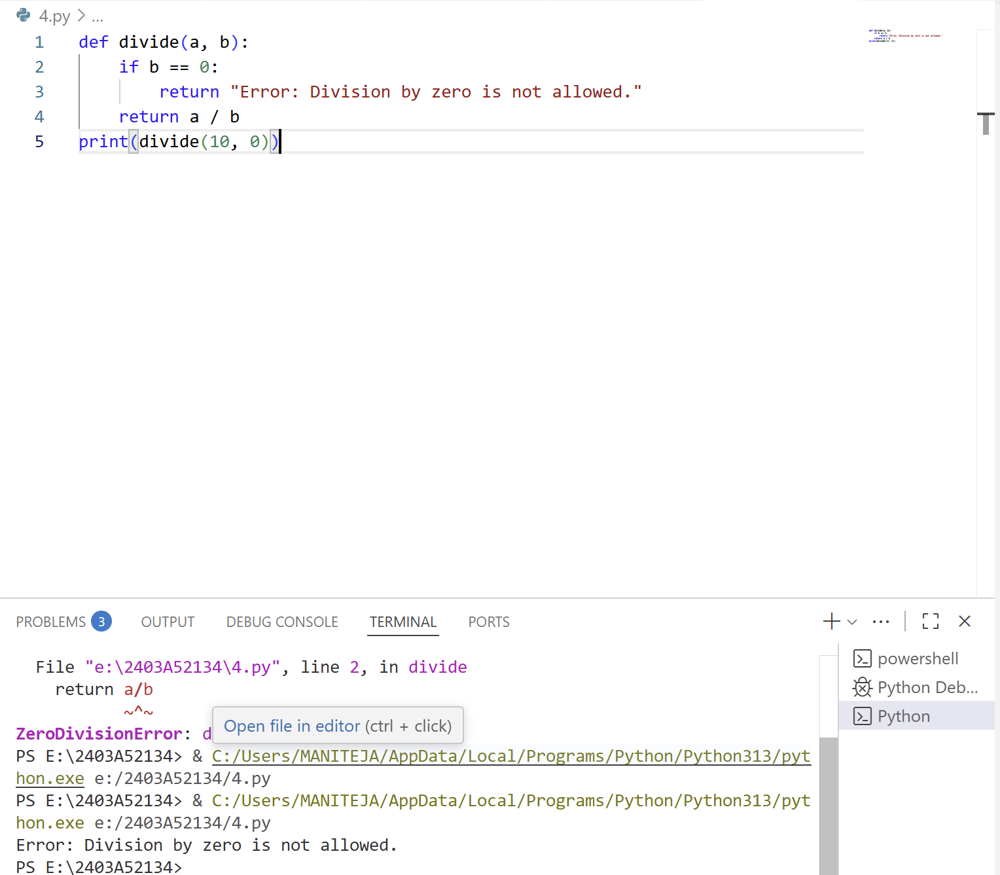 4.py > ...
1 def divide(a, b):
2     if b == 0:
3         return "Error: Division by zero is not allowed."
4     return a / b
5 print(divide(10, 0))
PROBLEMS 3 OUTPUT DEBUG CONSOLE TERMINAL PORTS
  File "e:\2403A52134\4.py", line 2, in divide
    return a/b
           ~^~
ZeroDivisionError: d
Open file in editor (ctrl + click)
PS E:\2403A52134> & C:/Users/MANITEJA/AppData/Local/Programs/Python/Python313/pyt
hon.exe e:/2403A52134/4.py
PS E:\2403A52134> & C:/Users/MANITEJA/AppData/Local/Programs/Python/Python313/pyt
hon.exe e:/2403A52134/4.py
Error: Division by zero is not allowed.
PS E:\2403A52134>
powershell
Python Deb...
Python